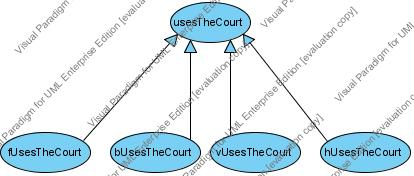 usesTheCourt
fUsesTheCourt
bUsesTheCourt
vUsesTheCourt
hUsesTheCourt
Visual Paradigm for UML Enterprise Edition [evaluation copy]